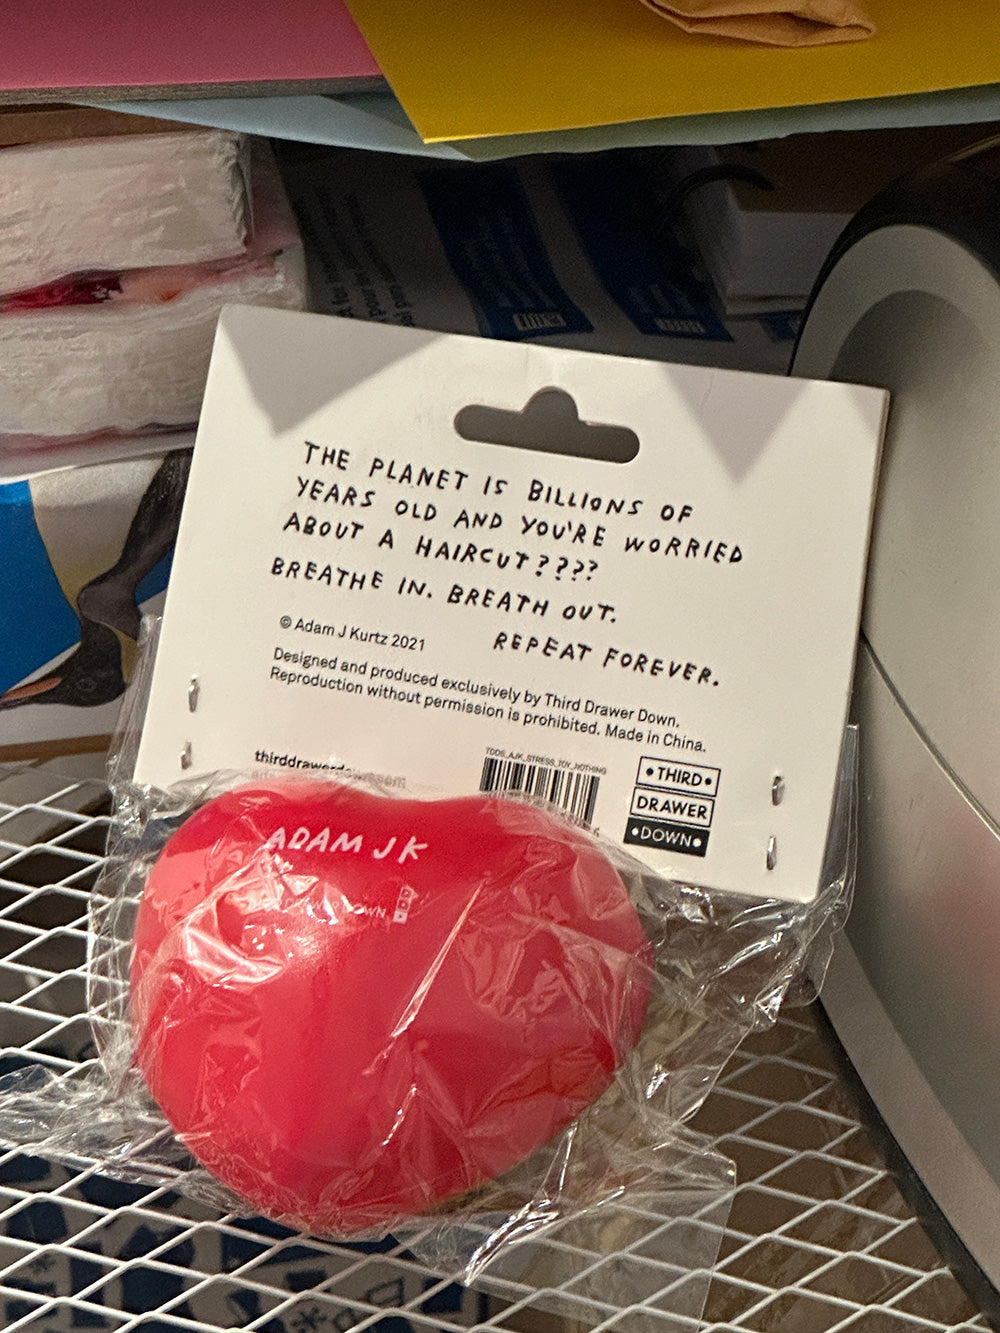 THE PLANET IS BILLIONS OF
YEARS OLD AND YOU'RE WORRIED
ABOUT A HAIRCUT????
BREATHE IN. BREATH OUT.
REPEAT FOREVER.
© Adam J Kurtz 2021
Designed and produced exclusively by Third Drawer Down.
Reproduction without permission is prohibited. Made in China.
TDDS_AJK_STRESS_TOY_NOTHING
•THIRD•
DRAWER
•DOWN•
ADAM JK